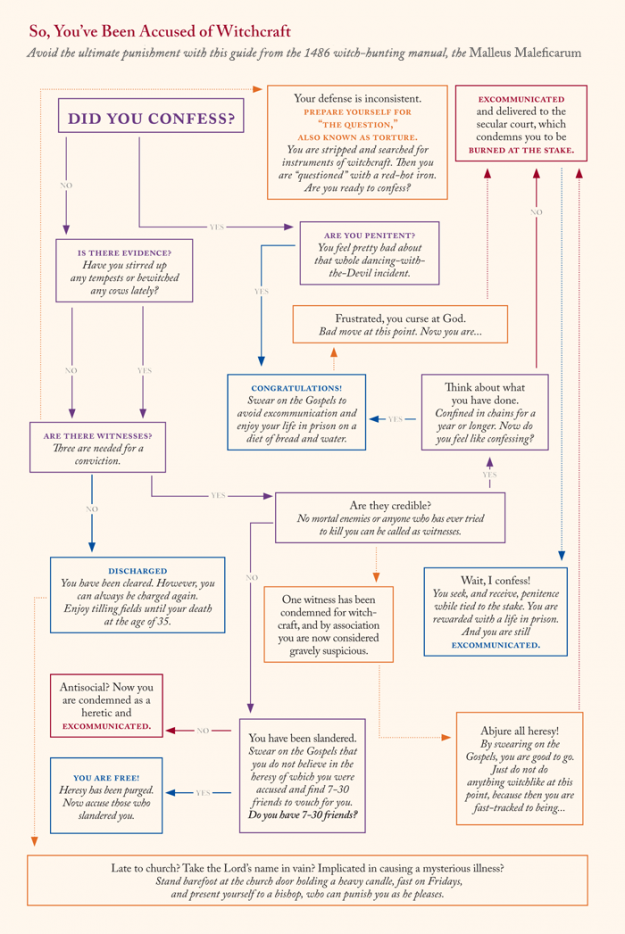 So, You've Been Accused of Witchcraft
Avoid the ultimate punishment with this guide from the 1486 witch-hunting manual, the Malleus Maleficarum
DID YOU CONFESS?
Your defense is inconsistent.
PREPARE YOURSELF FOR
"THE QUESTION,"
ALSO KNOWN AS TORTURE.
You are stripped and searched for
instruments of witchcraft. Then you
are "questioned" with a red-hot iron.
Are you ready to confess?
EXCOMMUNICATED
and delivered to the
secular court, which
condemns you to be
BURNED AT THE STAKE.
NO
YES
NO
IS THERE EVIDENCE?
Have you stirred up
any tempests or bewitched
any cows lately?
ARE YOU PENITENT?
You feel pretty bad about
that whole dancing-with-
the-Devil incident.
YES
Frustrated, you curse at God.
Bad move at this point. Now you are...
NO
YES
CONGRATULATIONS!
Swear on the Gospels to
avoid excommunication and
enjoy your life in prison on a
diet of bread and water.
YES
Think about what
you have done.
Confined in chains for a
year or longer. Now do
you feel like confessing?
ARE THERE WITNESSES?
Three are needed for a
conviction.
YES
YES
NO
Are they credible?
No mortal enemies or anyone who has ever tried
to kill you can be called as witnesses.
DISCHARGED
You have been cleared. However, you
can always be charged again.
Enjoy tilling fields until your death
at the age of 35.
NO
One witness has been
condemned for witch-
craft, and by association
you are now considered
gravely suspicious.
Wait, I confess!
You seek, and receive, penitence
while tied to the stake. You are
rewarded with a life in prison.
And you are still
EXCOMMUNICATED.
Antisocial? Now you
are condemned as a
heretic and
EXCOMMUNICATED.
NO
You have been slandered.
Swear on the Gospels that
you do not believe in the
heresy of which you were
accused and find 7-30
friends to vouch for you.
Do you have 7-30 friends?
Abjure all heresy!
By swearing on the
Gospels, you are good to go.
Just do not do
anything witchlike at this
point, because then you are
fast-tracked to being...
YOU ARE FREE!
Heresy has been purged.
Now accuse those who
slandered you.
YES
Late to church? Take the Lord's name in vain? Implicated in causing a mysterious illness?
Stand barefoot at the church door holding a heavy candle, fast on Fridays,
and present yourself to a bishop, who can punish you as he pleases.